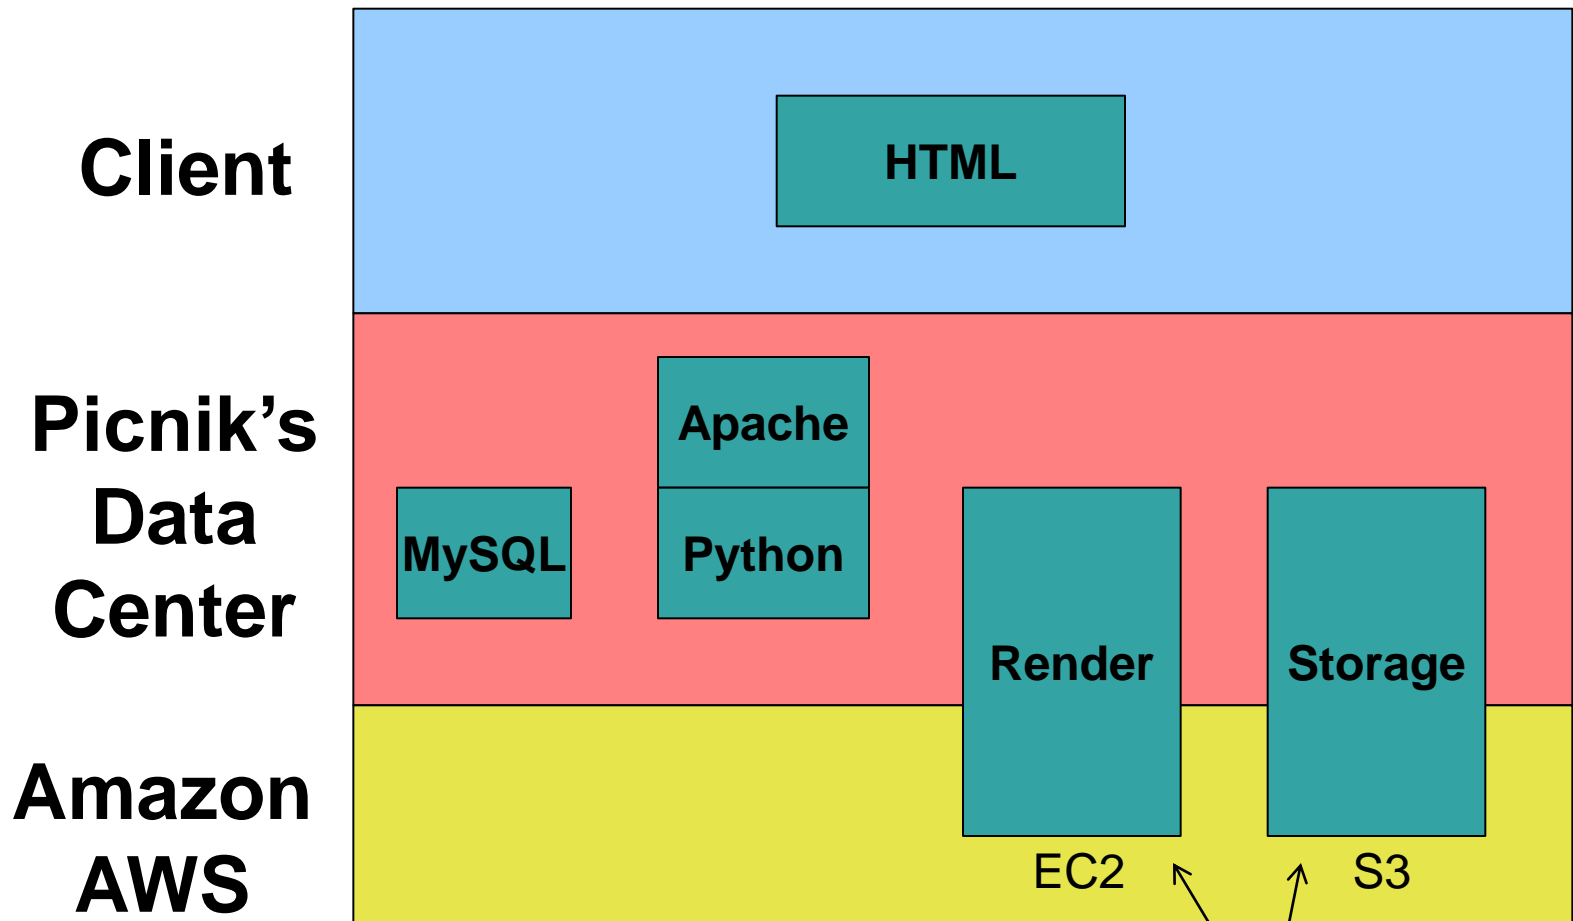 Client
HTML
Picnik’s
Data
Center
Apache
MySQL
Python
Render
Storage
Amazon
AWS
EC2
S3